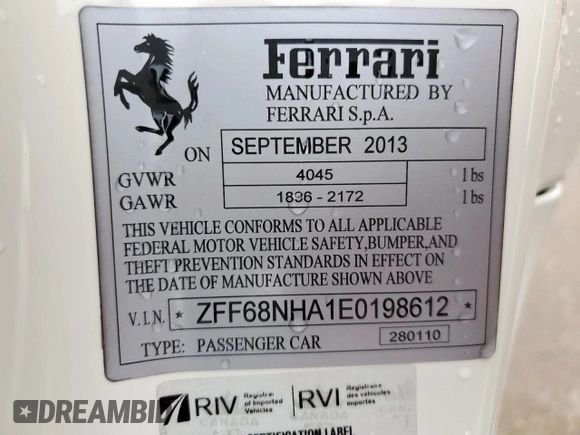 Ferrari
MANUFACTURED BY
FERRARI S.p.A.
ON SEPTEMBER 2013
GVWR 4045 lbs
GAWR 1836 - 2172 lbs
THIS VEHICLE CONFORMS TO ALL APPLICABLE
FEDERAL MOTOR VEHICLE SAFETY,BUMPER,AND
THEFT PREVENTION STANDARDS IN EFFECT ON
THE DATE OF MANUFACTURE SHOWN ABOVE
V.I.N. * ZFF68NHA1E0198612 *
TYPE: PASSENGER CAR 280110
RIV Registrar of Imported Vehicles RVI Registraire des véhicules importés
CERTIFICATION LABEL